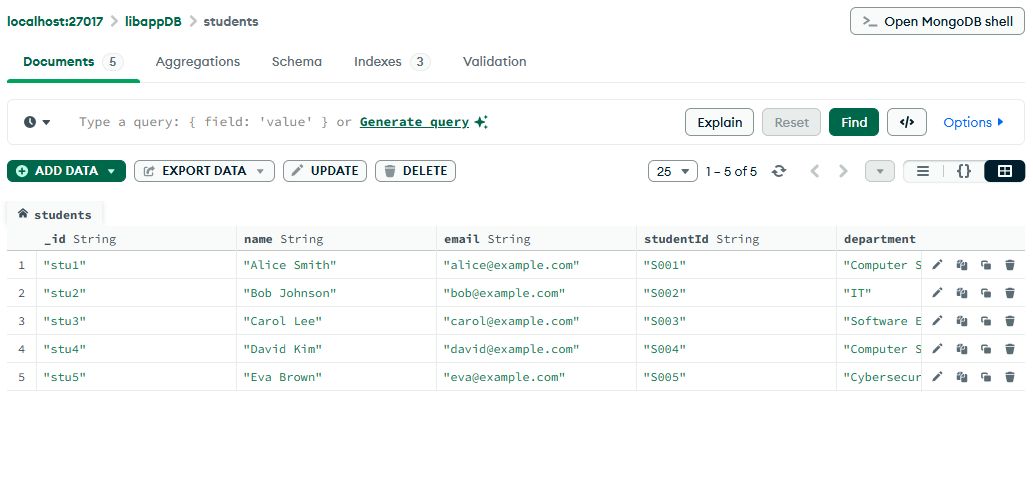 localhost:27017 > libappDB > students
>_ Open MongoDB shell
Documents 5 Aggregations Schema Indexes 3 Validation
Type a query: { field: 'value' } or Generate query
Explain Reset Find </> Options
ADD DATA EXPORT DATA UPDATE DELETE 25 1 – 5 of 5 {}
students
_id String name String email String studentId String department
1 "stu1" "Alice Smith" "alice@example.com" "S001" "Computer S
2 "stu2" "Bob Johnson" "bob@example.com" "S002" "IT"
3 "stu3" "Carol Lee" "carol@example.com" "S003" "Software E
4 "stu4" "David Kim" "david@example.com" "S004" "Computer S
5 "stu5" "Eva Brown" "eva@example.com" "S005" "Cybersecur